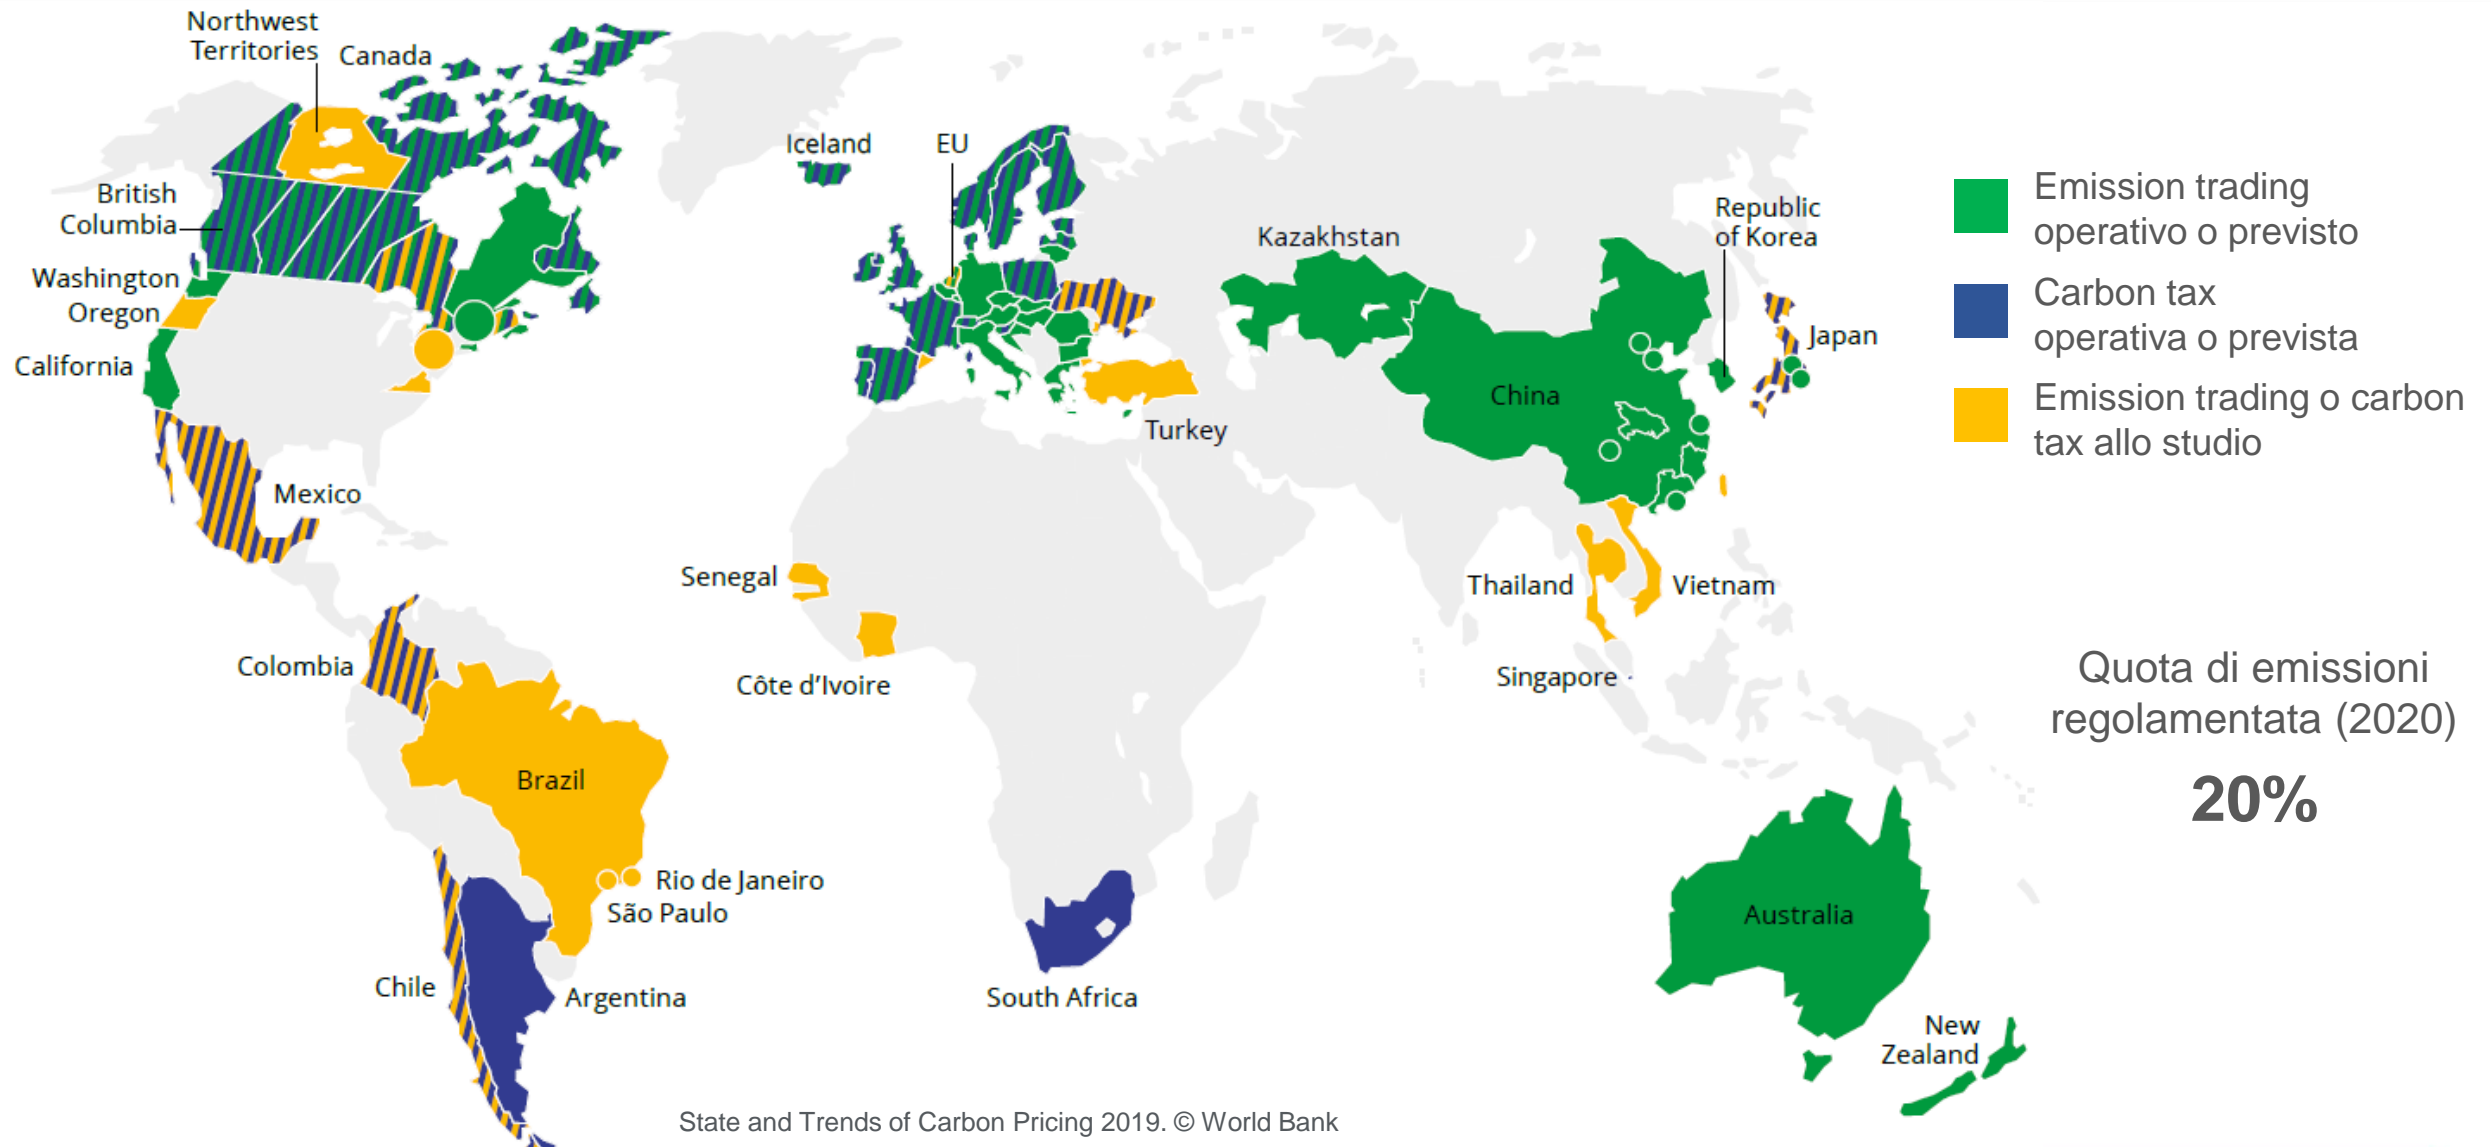 Northwest
Territories
Canada
British
Columbia
Washington
Oregon
California
Mexico
Colombia
Brazil
Rio de Janeiro
São Paulo
Chile
Argentina
Iceland
EU
Kazakhstan
Turkey
Senegal
Côte d'Ivoire
South Africa
China
Republic
of Korea
Japan
Thailand
Vietnam
Singapore
Australia
New
Zealand
Emission trading
operativo o previsto
Carbon tax
operativa o prevista
Emission trading o carbon
tax allo studio
Quota di emissioni
regolamentata (2020)
20%
State and Trends of Carbon Pricing 2019. © World Bank